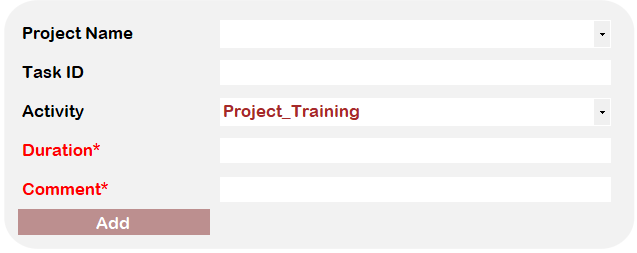 Project Name
Task ID
Activity Project_Training
Duration*
Comment*
Add